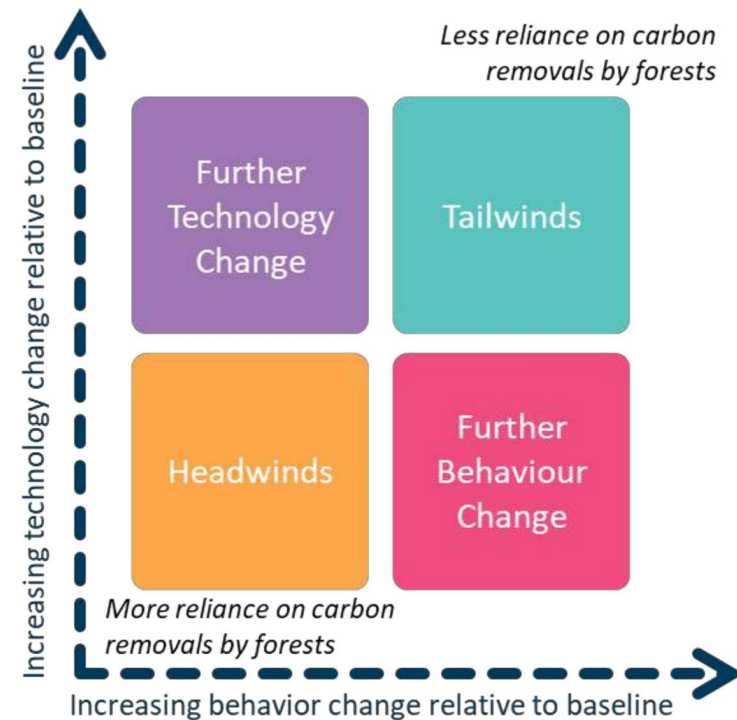 Increasing technology change relative to baseline
Less reliance on carbon
removals by forests
Further
Technology
Change
Tailwinds
Headwinds
Further
Behaviour
Change
More reliance on carbon
removals by forests
Increasing behavior change relative to baseline